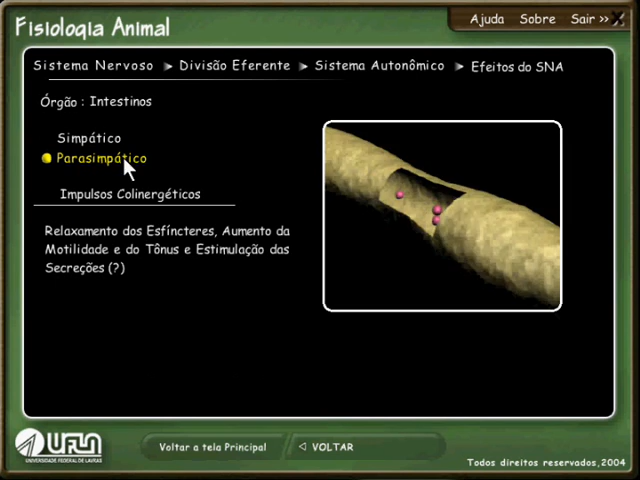 Fisiologia Animal
Ajuda Sobre Sair >>
Sistema Nervoso Divisão Eferente Sistema Autonômico Efeitos do SNA
Órgão : Intestinos
Simpático
Parasimpático
Impulsos Colinergéticos
Relaxamento dos Esfíncteres, Aumento da
Motilidade e do Tônus e Estimulação das
Secreções (?)
UFLA
UNIVERSIDADE FEDERAL DE LAVRAS
Voltar a tela Principal
VOLTAR
Todos direitos reservados,2004